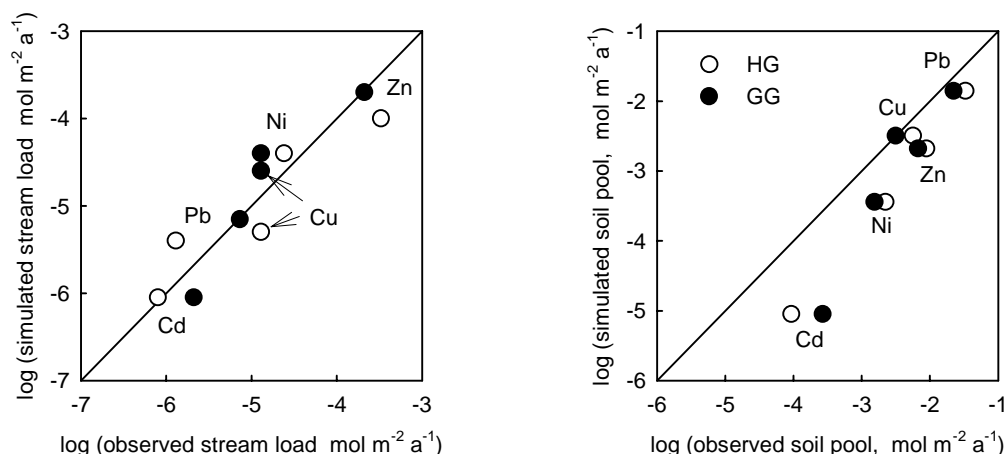 log (simulated stream load  mol m-2 a-1)
-3
-4
-5
-6
-7
Zn
Ni
Pb
Cu
Cd
-7 -6 -5 -4 -3
log (observed stream load  mol m-2 a-1)
log (simulated soil pool,  mol m-2 a-1)
-1
-2
-3
-4
-5
-6
HG
GG
Pb
Cu
Zn
Ni
Cd
-6 -5 -4 -3 -2 -1
log (observed soil pool,  mol m-2 a-1)